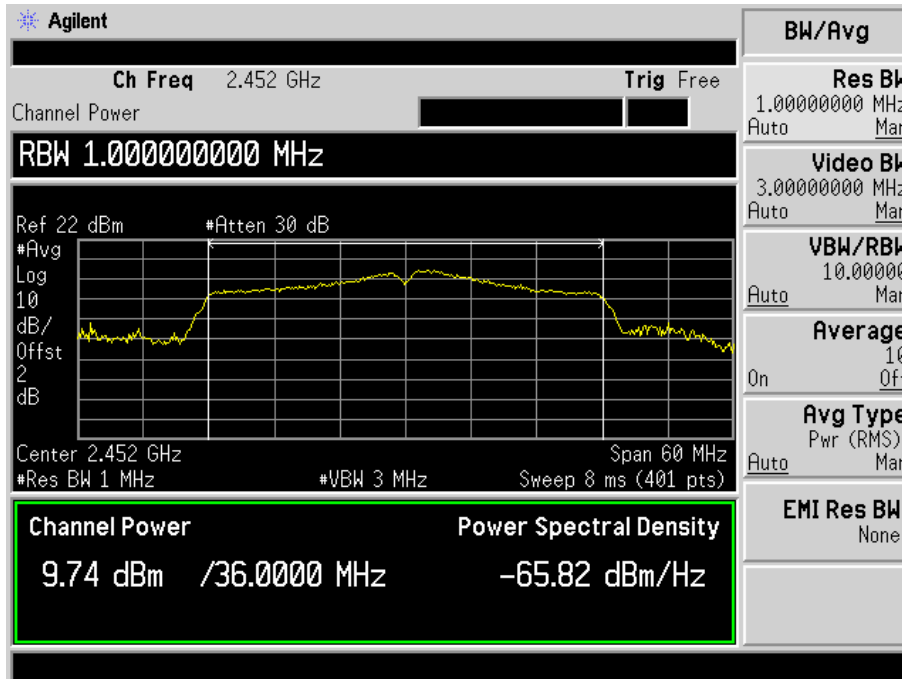 Agilent
BW/Avg
Ch Freq 2.452 GHz Trig Free
Channel Power
RBW 1.000000000 MHz
Ref 22 dBm #Atten 30 dB
#Avg
Log
10
dB/
Offst
2
dB
Center 2.452 GHz Span 60 MHz
#Res BW 1 MHz #VBW 3 MHz Sweep 8 ms (401 pts)
Channel Power Power Spectral Density
9.74 dBm /36.0000 MHz -65.82 dBm/Hz
Res BW
1.00000000 MHz
Auto Man
Video BW
3.00000000 MHz
Auto Man
VBW/RBW
10.00000
Auto Man
Average
10
On Off
Avg Type
Pwr (RMS)
Auto Man
EMI Res BW
None